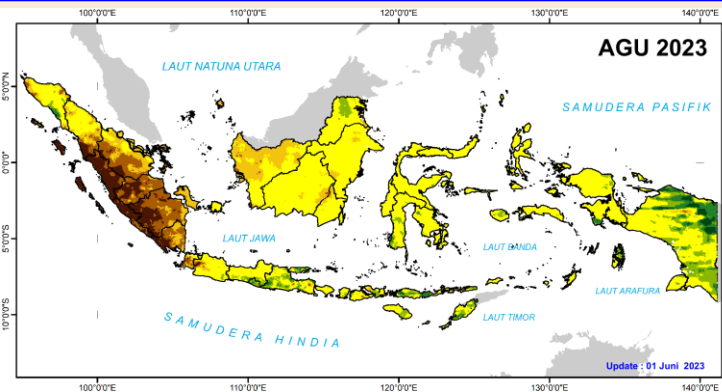 100°0'0"E 110°0'0"E 120°0'0"E 130°0'0"E 140°0'0"E
AGU 2023
LAUT NATUNA UTARA
5°0'0"N
SAMUDERA PASIFIK
0°0'0"
5°0'0"S
LAUT JAWA
LAUT BANDA
LAUT ARAFURA
10°0'0"S
SAMUDERA HINDIA
LAUT TIMOR
Update : 01 Juni 2023
100°0'0"E 110°0'0"E 120°0'0"E 130°0'0"E 140°0'0"E